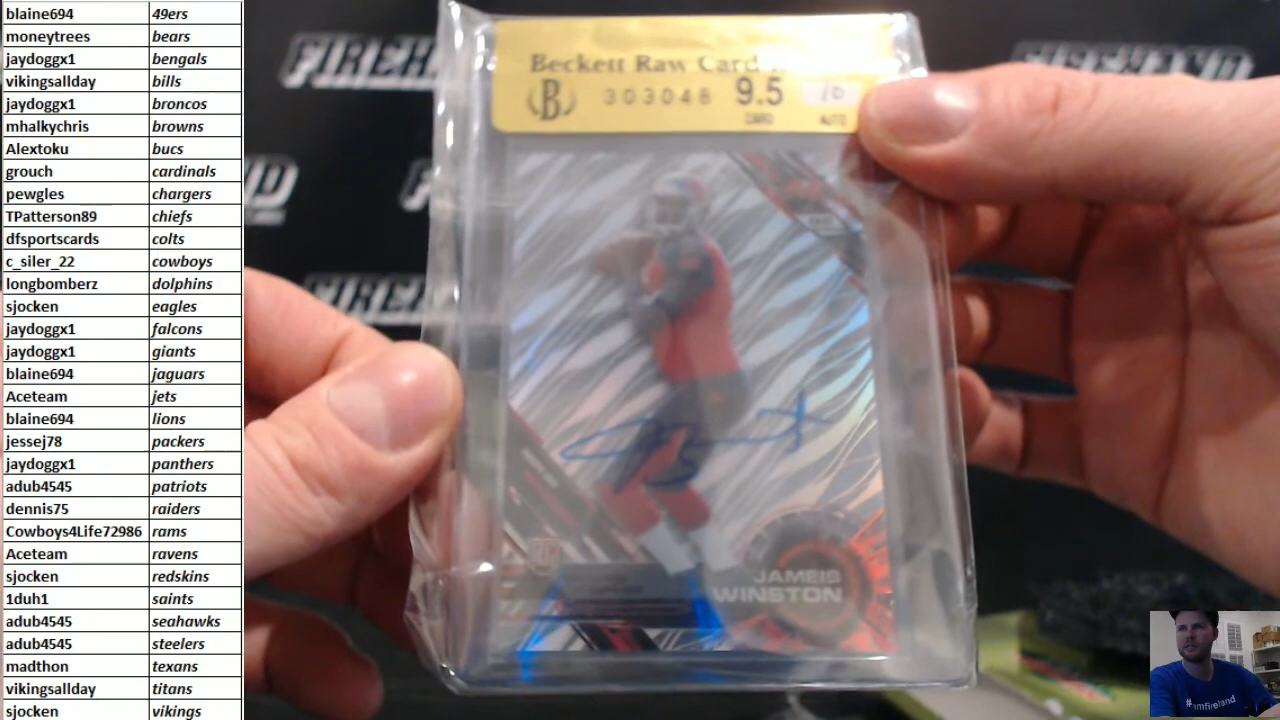 blaine694 49ers
moneytrees bears
jaydoggx1 bengals
vikingsallday bills
jaydoggx1 broncos
mhalkychris browns
Alextoku bucs
grouch cardinals
pewgles chargers
TPatterson89 chiefs
dfsportscards colts
c_siler_22 cowboys
longbomberz dolphins
sjocken eagles
jaydoggx1 falcons
jaydoggx1 giants
blaine694 jaguars
Aceteam jets
blaine694 lions
jessej78 packers
jaydoggx1 panthers
adub4545 patriots
dennis75 raiders
Cowboys4Life72986 rams
Aceteam ravens
sjocken redskins
1duh1 saints
adub4545 seahawks
adub4545 steelers
madthon texans
vikingsallday titans
sjocken vikings
FIREHAND
Beckett Raw Card
B 303048 9.5 10
CARD AUTO
JAMEIS
WINSTON
#imfireland